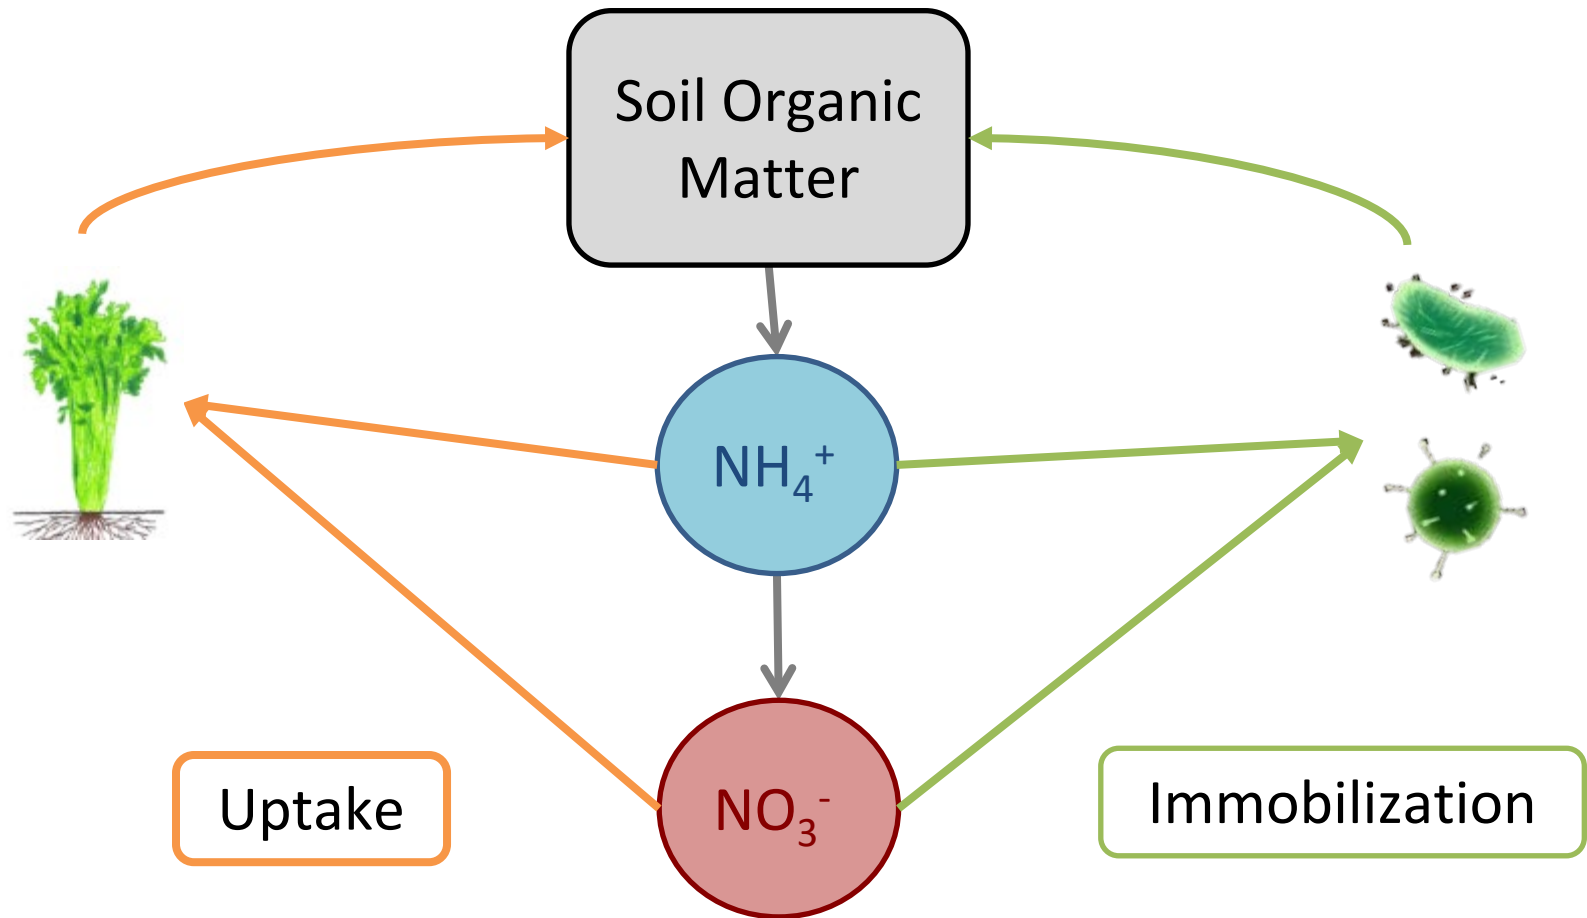 Soil Organic
Matter
NH₄⁺
NO₃⁻
Uptake
Immobilization